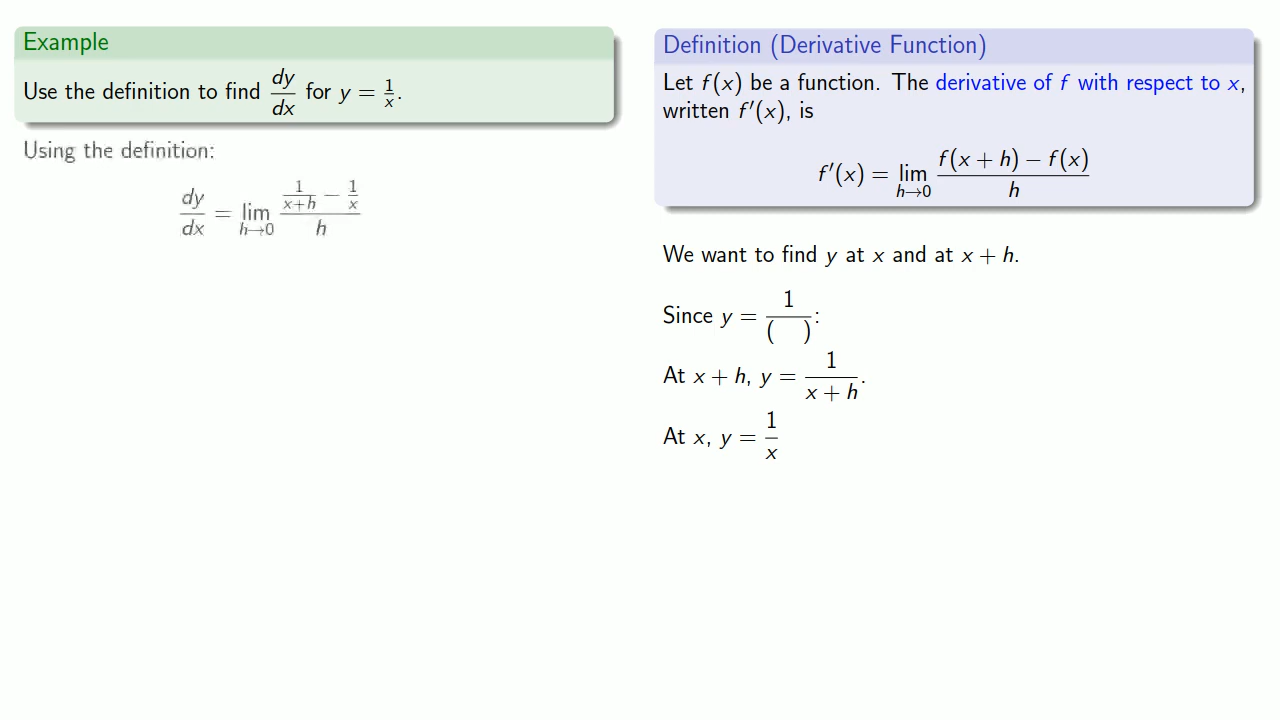 Example
Use the definition to find dy/dx for y = 1/x.
Using the definition:
dy/dx = lim h→0 (1/(x+h) − 1/x)/h
Definition (Derivative Function)
Let f(x) be a function. The derivative of f with respect to x,
written f′(x), is
f′(x) = lim h→0 (f(x + h) − f(x))/h
We want to find y at x and at x + h.
Since y = 1/( ):
At x + h, y = 1/(x + h).
At x, y = 1/x